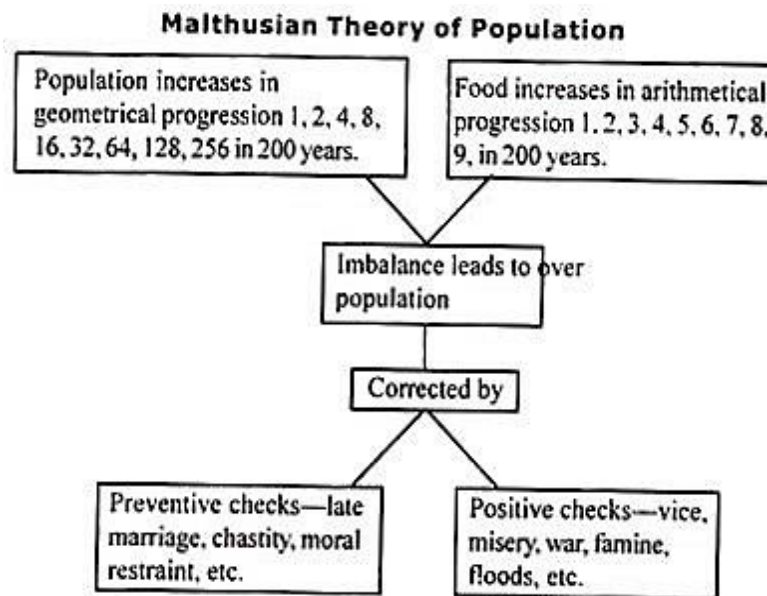 Malthusian Theory of Population
Population increases in
geometrical progression 1, 2, 4, 8,
16, 32, 64, 128, 256 in 200 years.
Food increases in arithmetical
progression 1, 2, 3, 4, 5, 6, 7, 8,
9, in 200 years.
Imbalance leads to over
population
Corrected by
Preventive checks—late
marriage, chastity, moral
restraint, etc.
Positive checks—vice,
misery, war, famine,
floods, etc.